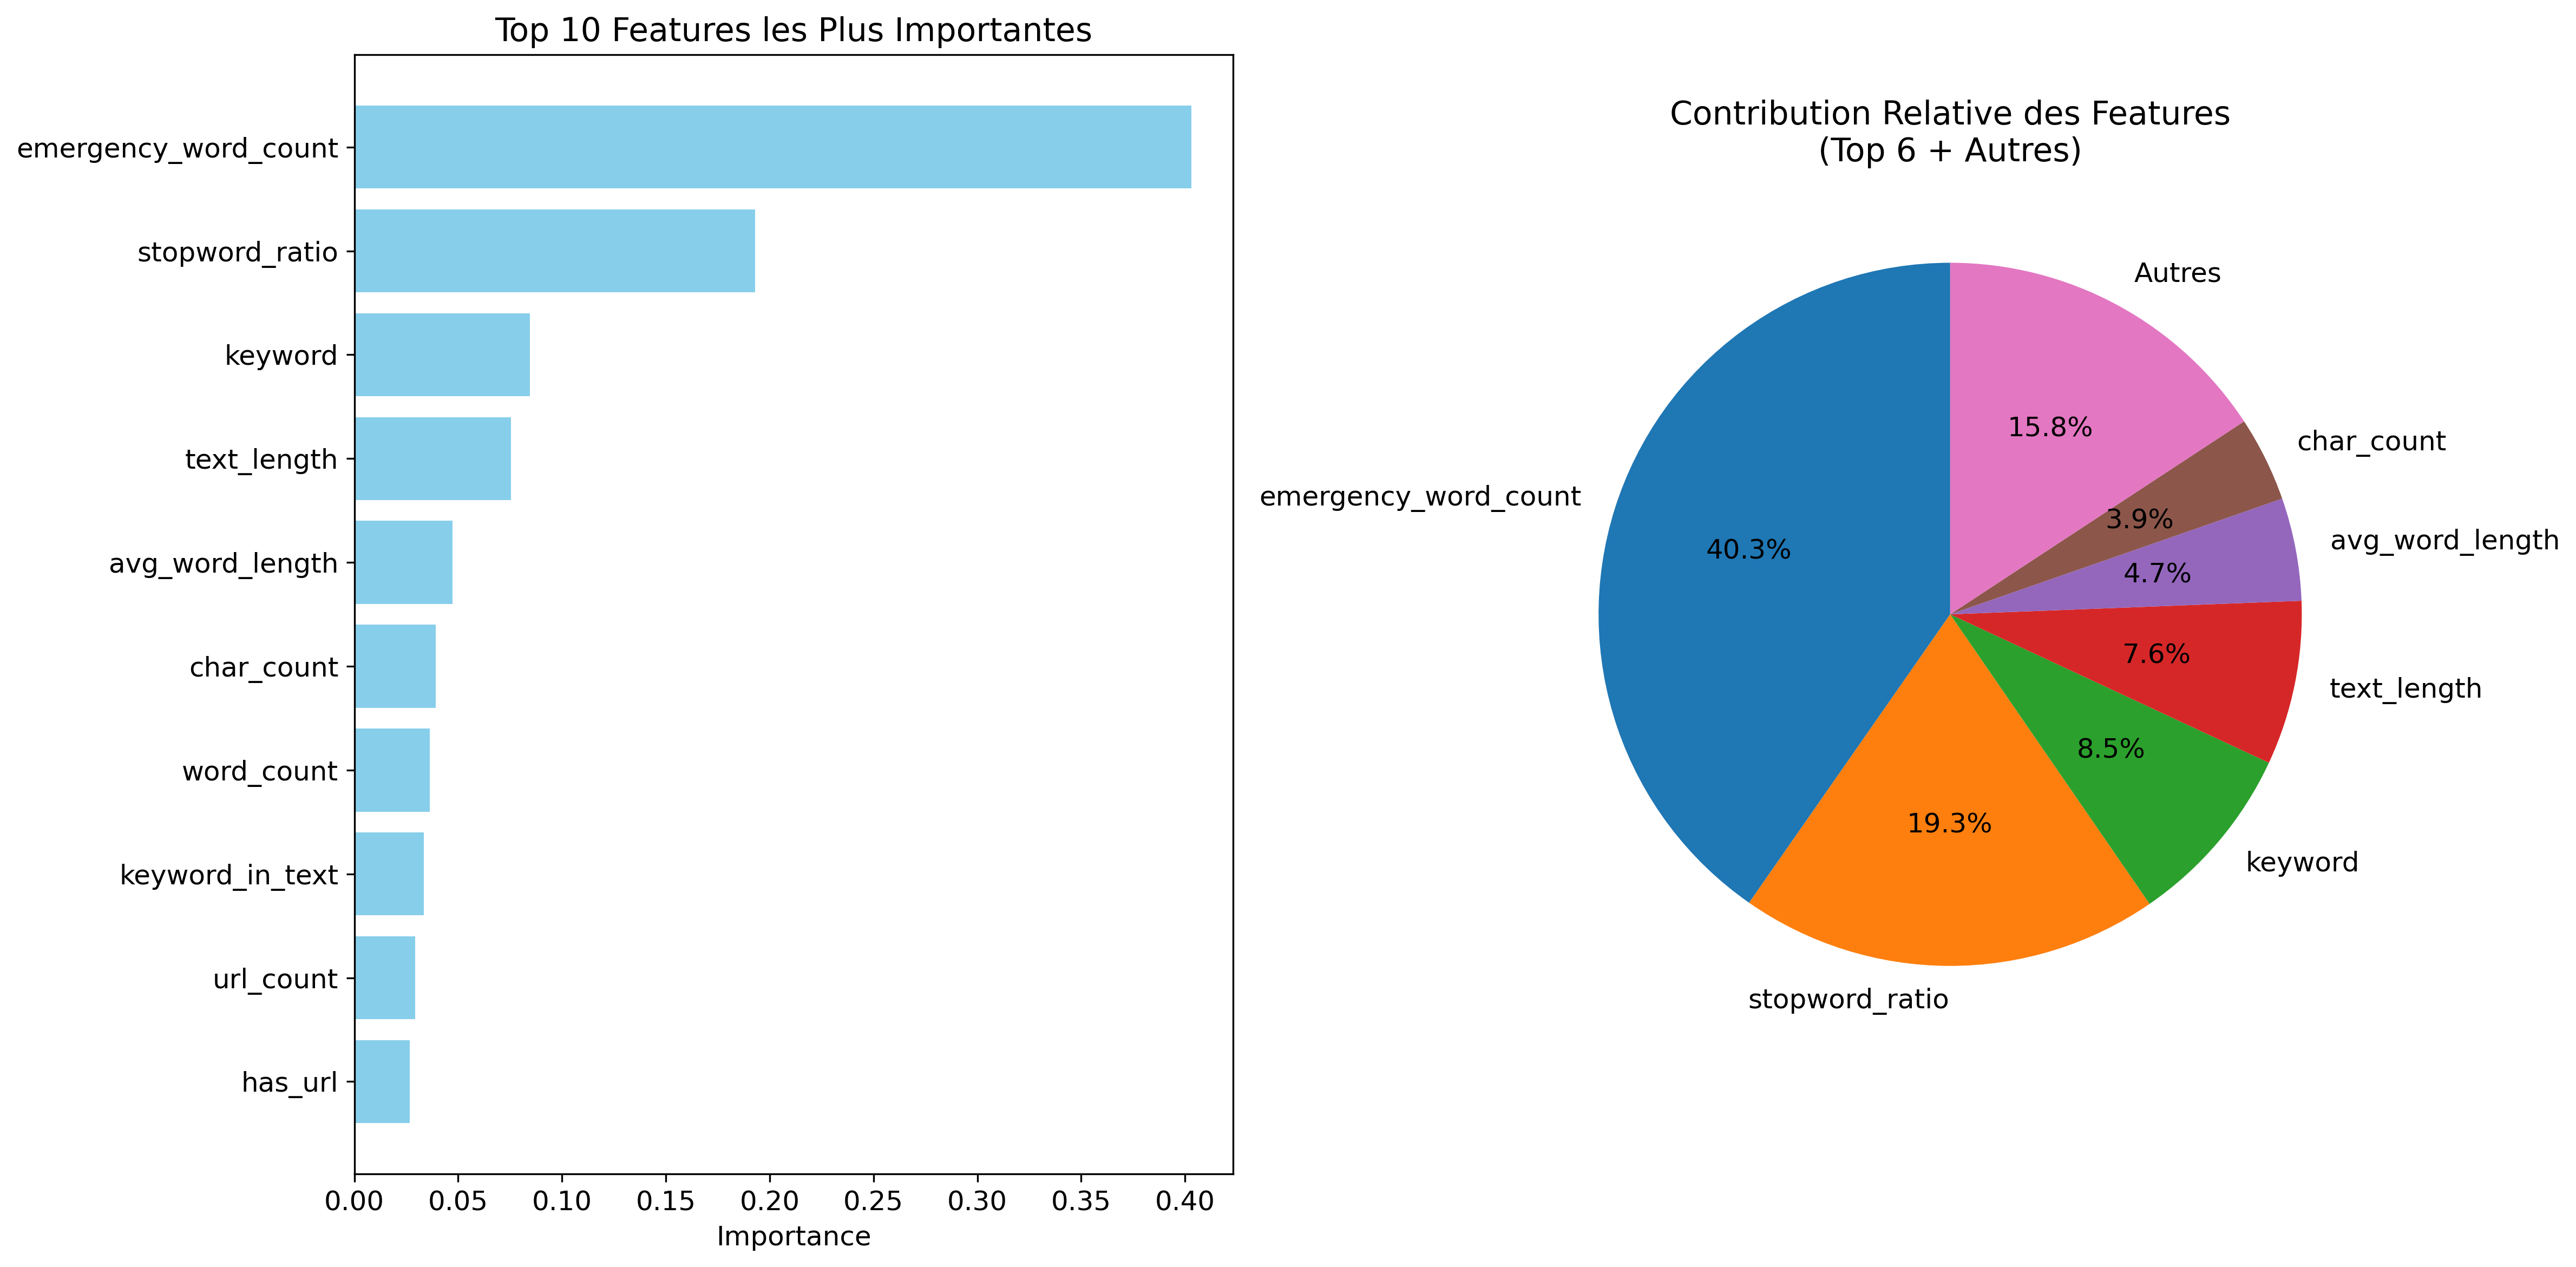 Top 10 Features les Plus Importantes
emergency_word_count
stopword_ratio
keyword
text_length
avg_word_length
char_count
word_count
keyword_in_text
url_count
has_url
0.00 0.05 0.10 0.15 0.20 0.25 0.30 0.35 0.40
Importance
Contribution Relative des Features
(Top 6 + Autres)
Autres
15.8%
char_count
3.9%
avg_word_length
4.7%
emergency_word_count
40.3%
7.6%
text_length
8.5%
keyword
19.3%
stopword_ratio